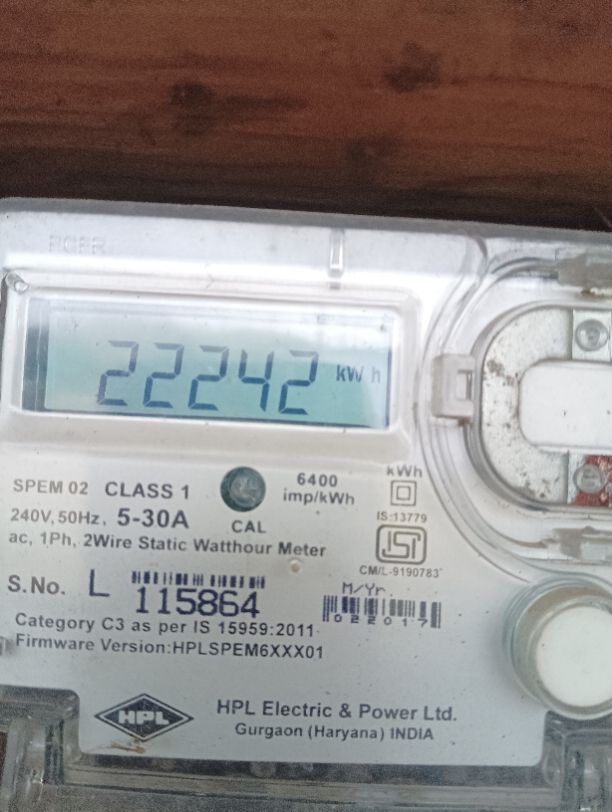 22242 kWh
SPEM 02 CLASS 1
6400
imp/kWh
kWh
240V, 50Hz, 5-30A
CAL
IS:13779
ac, 1Ph, 2Wire Static Watthour Meter
ISI
CM/L-9190783
S.No. L 115864
M/Yr.
022017
Category C3 as per IS 15959:2011
Firmware Version:HPLSPEM6XXX01
HPL
HPL Electric & Power Ltd.
Gurgaon (Haryana) INDIA